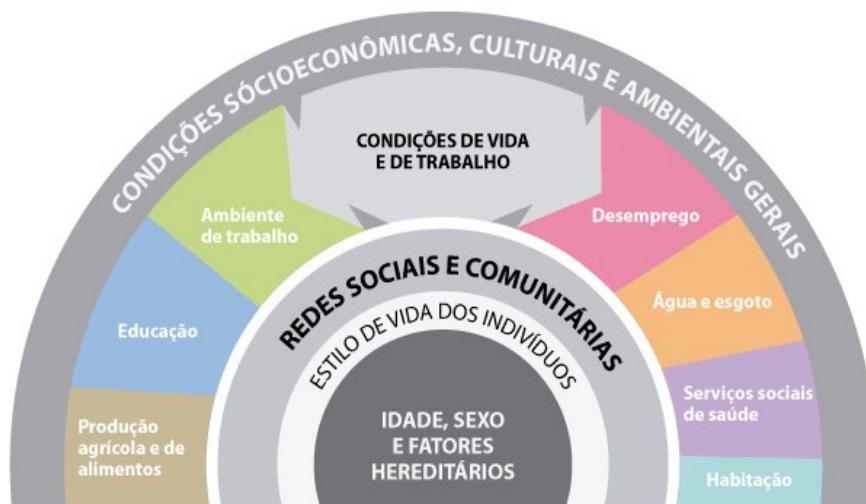 CONDIÇÕES SÓCIOECONÔMICAS, CULTURAIS E AMBIENTAIS GERAIS
CONDIÇÕES DE VIDA
E DE TRABALHO
Ambiente
de trabalho
Desemprego
REDES SOCIAIS E COMUNITÁRIAS
Água e esgoto
ESTILO DE VIDA DOS INDIVÍDUOS
Educação
Serviços sociais
de saúde
IDADE, SEXO
E FATORES
HEREDITÁRIOS
Produção
agrícola e de
alimentos
Habitação